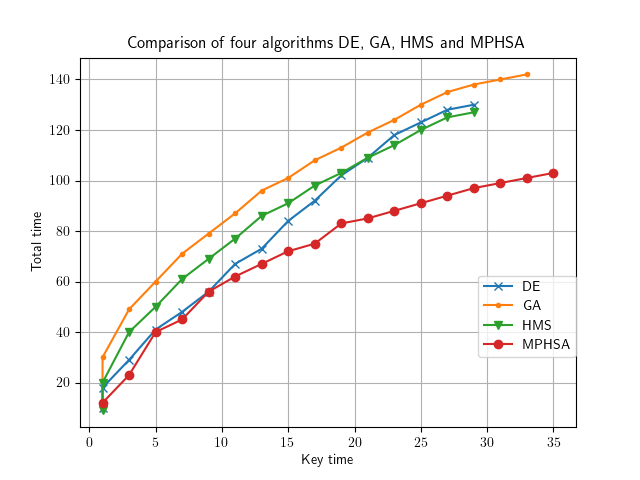 Comparison of four algorithms DE, GA, HMS and MPHSA
140
120
100
80
60
40
20
Total time
DE
GA
HMS
MPHSA
0 5 10 15 20 25 30 35
Key time